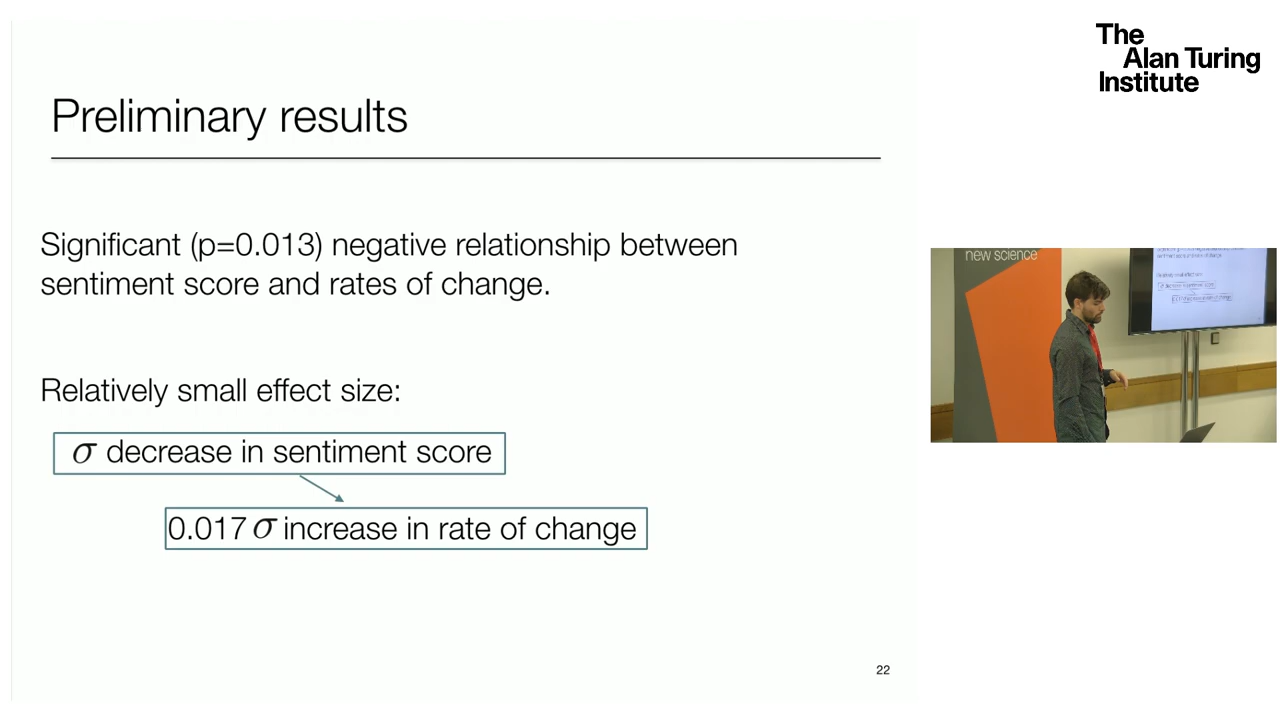 The
Alan Turing
Institute
Preliminary results
Significant (p=0.013) negative relationship between
sentiment score and rates of change.
Relatively small effect size:
σ decrease in sentiment score
0.017 σ increase in rate of change
22
new science